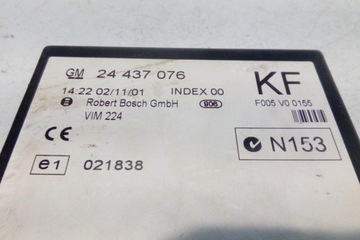 GM 24 437 076
14:22 02/11/01 INDEX 00
Robert Bosch GmbH 906
VIM 224
KF
F005 V0 0155
CE
N153
e1 021838